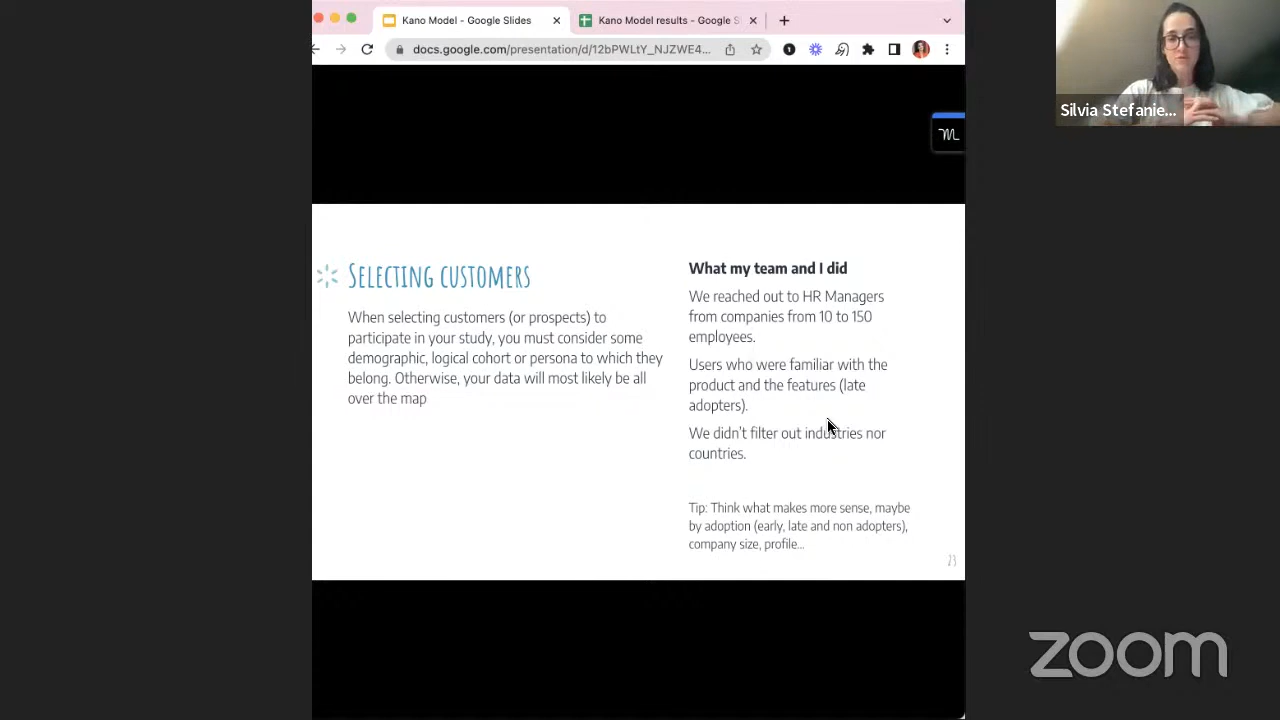 Kano Model - Google Slides
Kano Model results - Google S
docs.google.com/presentation/d/12bPWLtY_NJZWE4...
Silvia Stefanie...
SELECTING CUSTOMERS
When selecting customers (or prospects) to
participate in your study, you must consider some
demographic, logical cohort or persona to which they
belong. Otherwise, your data will most likely be all
over the map
What my team and I did
We reached out to HR Managers
from companies from 10 to 150
employees.
Users who were familiar with the
product and the features (late
adopters).
We didn't filter out industries nor
countries.
Tip: Think what makes more sense, maybe
by adoption (early, late and non adopters),
company size, profile...
23
zoom